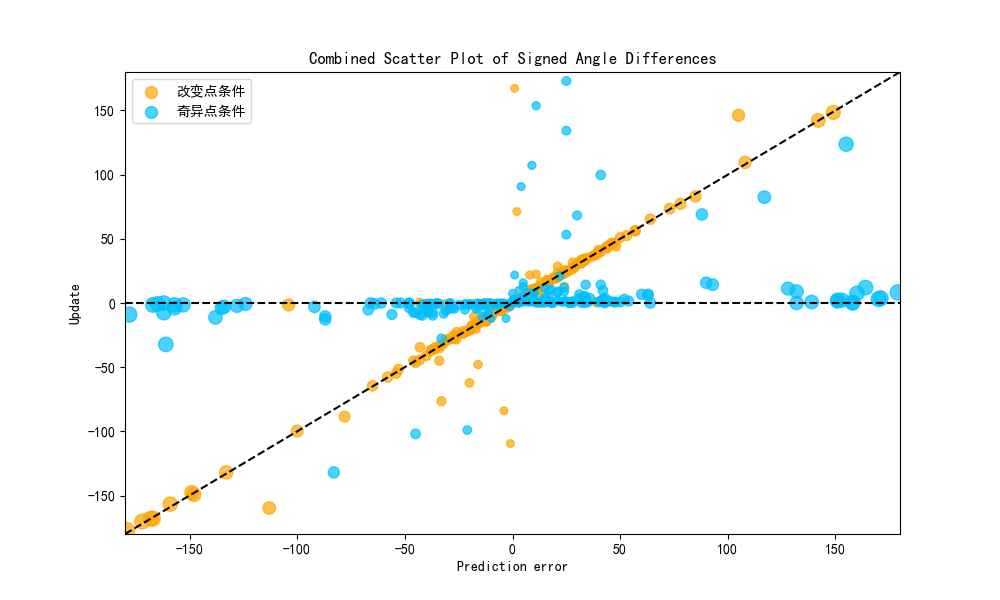 Combined Scatter Plot of Signed Angle Differences
改变点条件
奇异点条件
150
100
50
0
−50
−100
−150
Update
−150 −100 −50 0 50 100 150
Prediction error